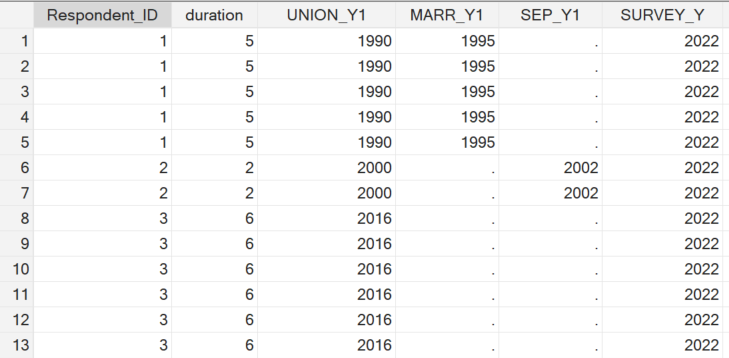 Respondent_ID duration UNION_Y1 MARR_Y1 SEP_Y1 SURVEY_Y
1 1 5 1990 1995 . 2022
2 1 5 1990 1995 . 2022
3 1 5 1990 1995 . 2022
4 1 5 1990 1995 . 2022
5 1 5 1990 1995 . 2022
6 2 2 2000 . 2002 2022
7 2 2 2000 . 2002 2022
8 3 6 2016 . . 2022
9 3 6 2016 . . 2022
10 3 6 2016 . . 2022
11 3 6 2016 . . 2022
12 3 6 2016 . . 2022
13 3 6 2016 . . 2022